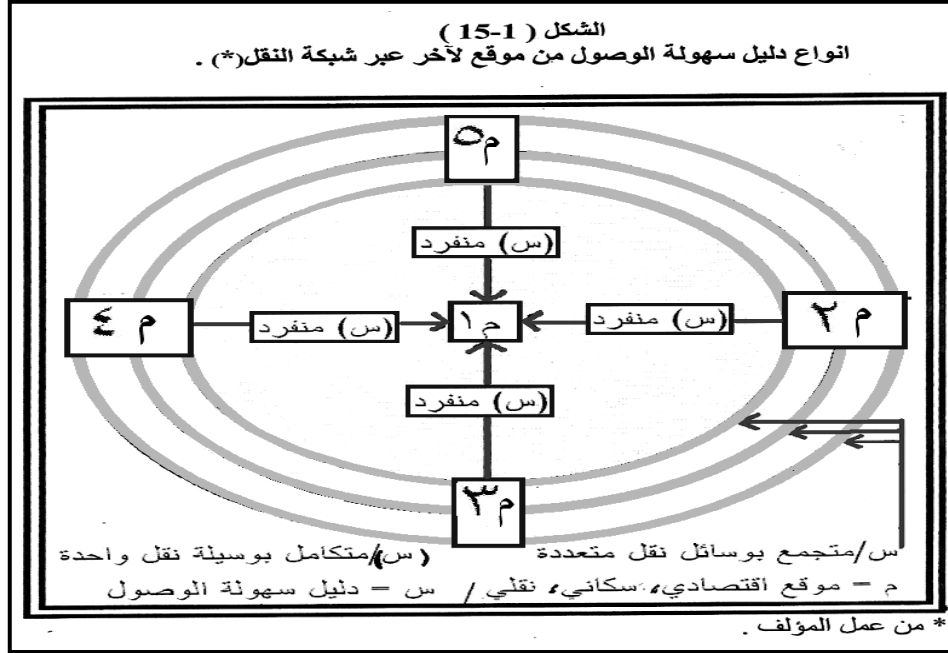 الشكل ( 1-15 )
انواع دليل سهولة الوصول من موقع لآخر عبر شبكة النقل(*) .
م٥
(س) منفرد
م ٢
(س) منفرد
م١
(س) منفرد
م ٤
(س) منفرد
م٣
س/متجمع بوسائل نقل متعددة (س)/متكامل بوسيلة نقل واحدة
م = موقع اقتصادي، سكاني، نقلي / س = دليل سهولة الوصول
* من عمل المؤلف .